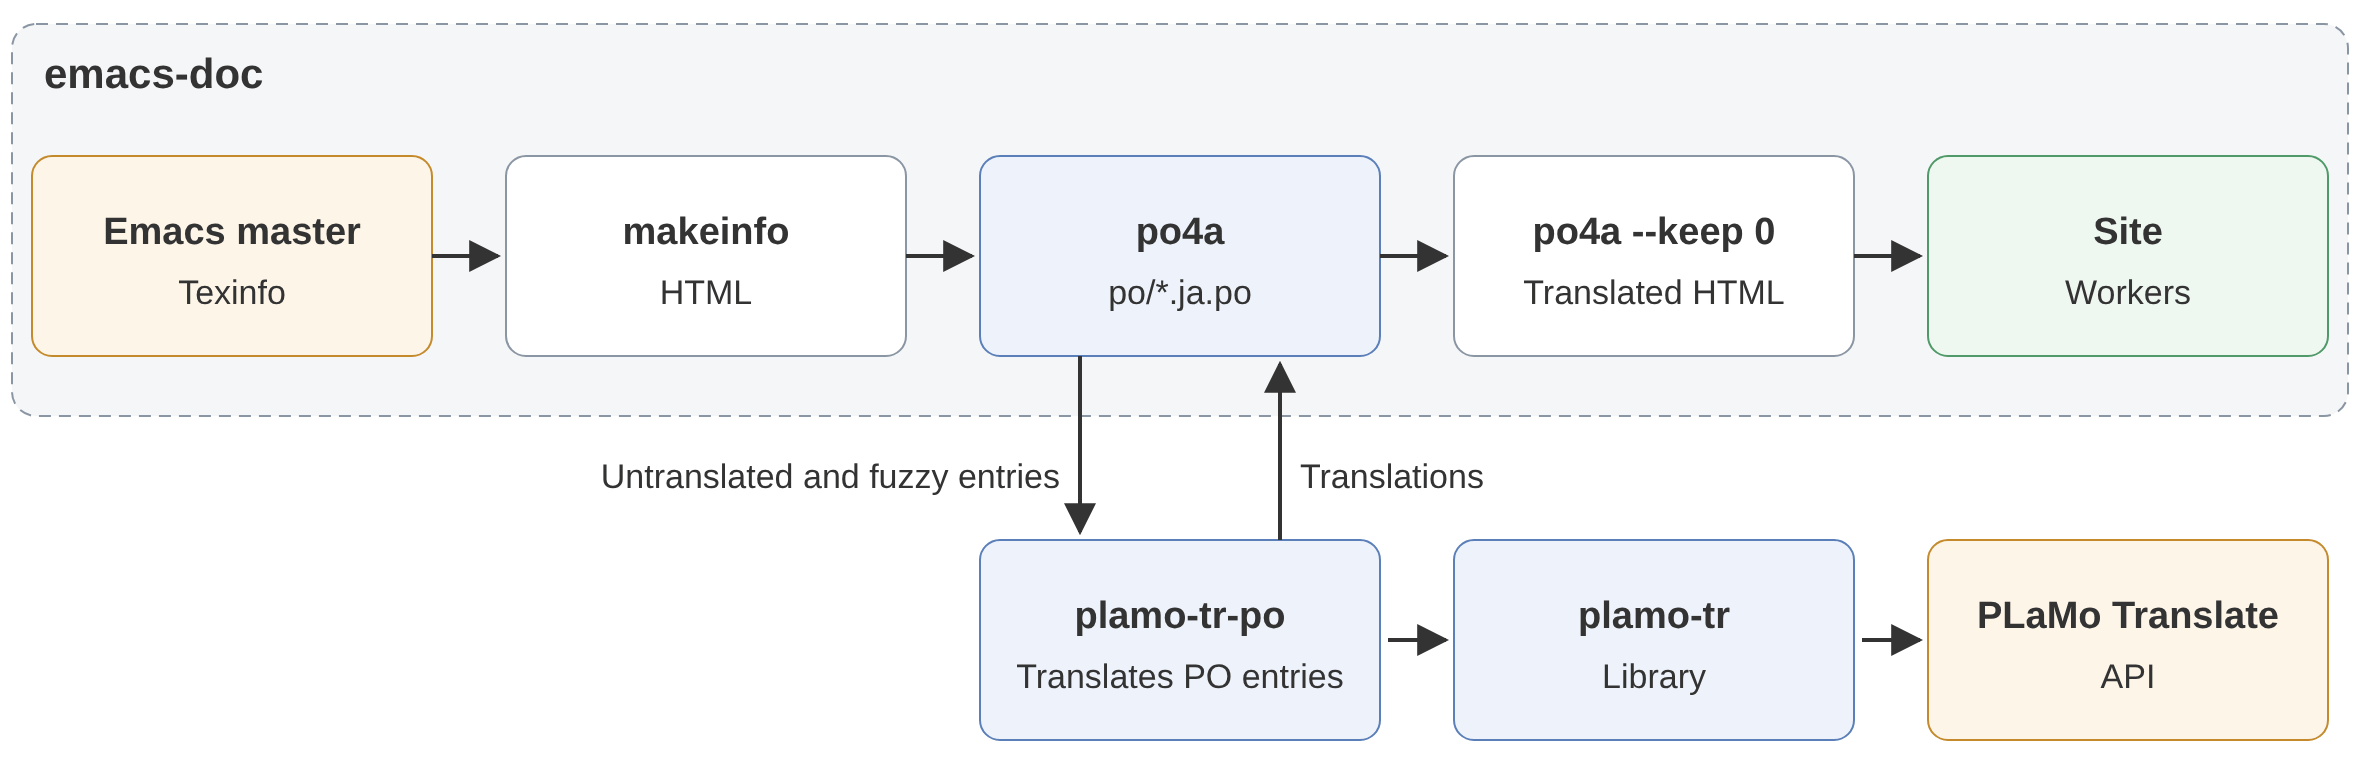 emacs-doc
Emacs master
Texinfo
makeinfo
HTML
po4a
po/*.ja.po
po4a --keep 0
Translated HTML
Site
Workers
Untranslated and fuzzy entries
Translations
plamo-tr-po
Translates PO entries
plamo-tr
Library
PLaMo Translate
API